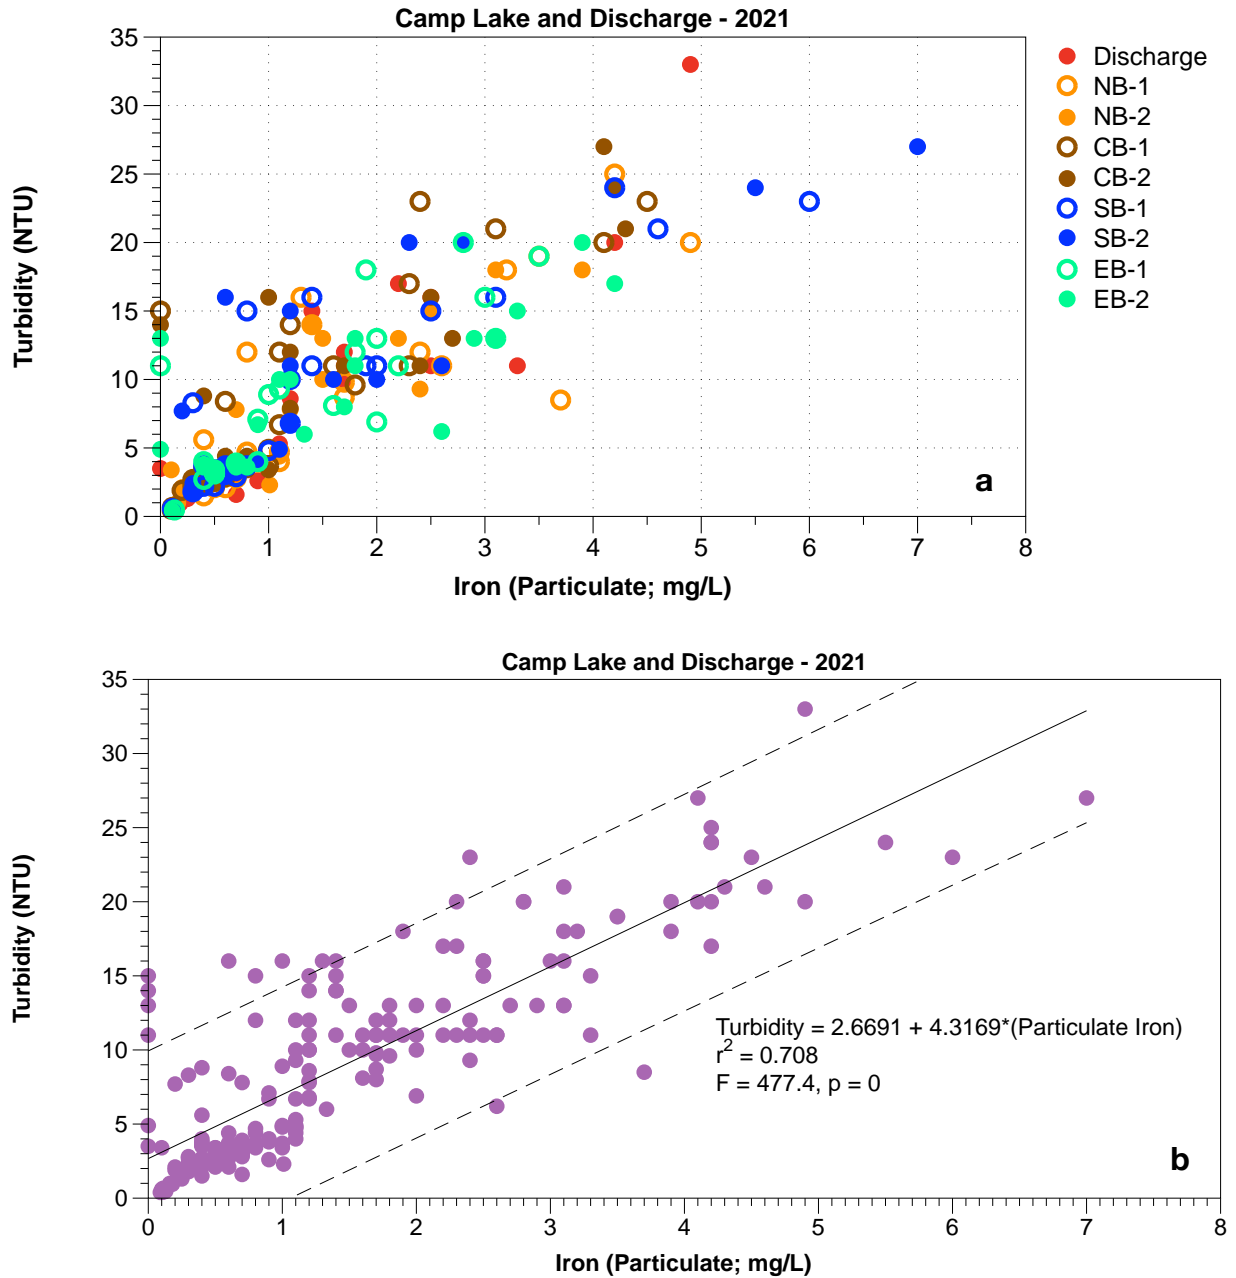 Camp Lake and Discharge - 2021
35
30
25
20
15
10
5
0
Turbidity (NTU)
0 1 2 3 4 5 6 7 8
Iron (Particulate; mg/L)
a
Discharge
NB-1
NB-2
CB-1
CB-2
SB-1
SB-2
EB-1
EB-2
Camp Lake and Discharge - 2021
35
30
25
20
15
10
5
0
Turbidity (NTU)
Turbidity = 2.6691 + 4.3169*(Particulate Iron)
r² = 0.708
F = 477.4, p = 0
b
0 1 2 3 4 5 6 7 8
Iron (Particulate; mg/L)